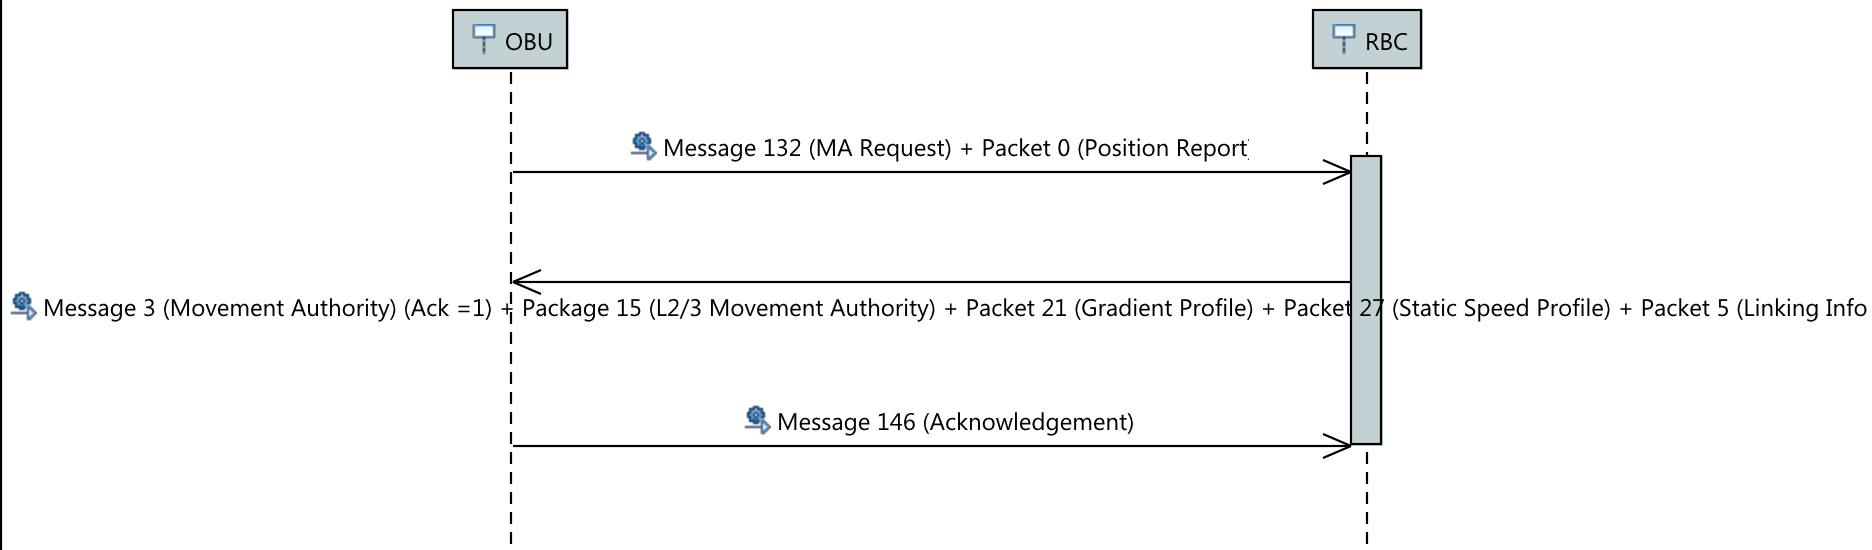 OBU
RBC
Message 132 (MA Request) + Packet 0 (Position Report)
Message 3 (Movement Authority) (Ack =1) + Package 15 (L2/3 Movement Authority) + Packet 21 (Gradient Profile) + Packet 27 (Static Speed Profile) + Packet 5 (Linking Info
Message 146 (Acknowledgement)